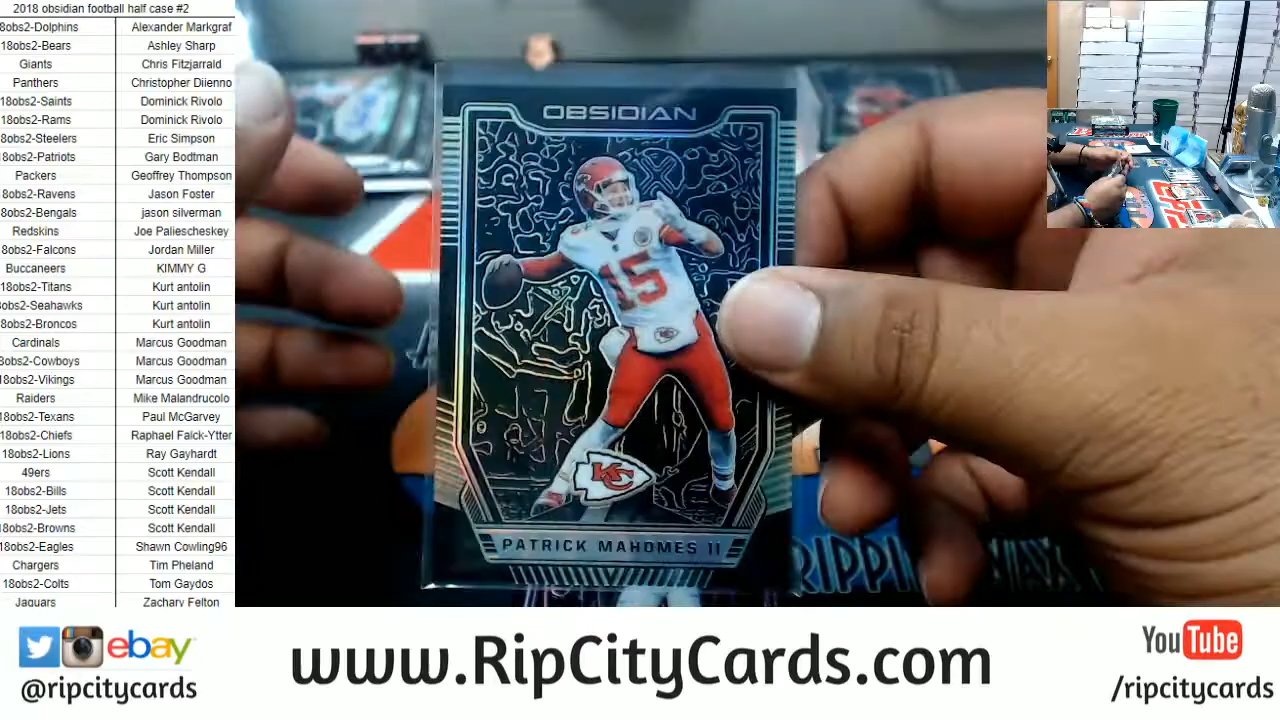 2018 obsidian football half case #2
8obs2-Dolphins Alexander Markgraf
18obs2-Bears Ashley Sharp
Giants Chris Fitzjarrald
Panthers Christopher Diienno
18obs2-Saints Dominick Rivolo
18obs2-Rams Dominick Rivolo
8obs2-Steelers Eric Simpson
18obs2-Patriots Gary Bodtman
Packers Geoffrey Thompson
8obs2-Ravens Jason Foster
8obs2-Bengals jason silverman
Redskins Joe Paliescheskey
8obs2-Falcons Jordan Miller
Buccaneers KIMMY G
18obs2-Titans Kurt antolin
obs2-Seahawks Kurt antolin
8obs2-Broncos Kurt antolin
Cardinals Marcus Goodman
8obs2-Cowboys Marcus Goodman
18obs2-Vikings Marcus Goodman
Raiders Mike Malandrucolo
18obs2-Texans Paul McGarvey
18obs2-Chiefs Raphael Falck-Ytter
18obs2-Lions Ray Gayhardt
49ers Scott Kendall
18obs2-Bills Scott Kendall
18obs2-Jets Scott Kendall
18obs2-Browns Scott Kendall
18obs2-Eagles Shawn Cowling96
Chargers Tim Pheland
18obs2-Colts Tom Gaydos
Jaguars Zachary Felton
OBSIDIAN
15
KC
PATRICK MAHOMES II
RIPPI
ebay
@ripcitycards
www.RipCityCards.com
YouTube
/ripcitycards